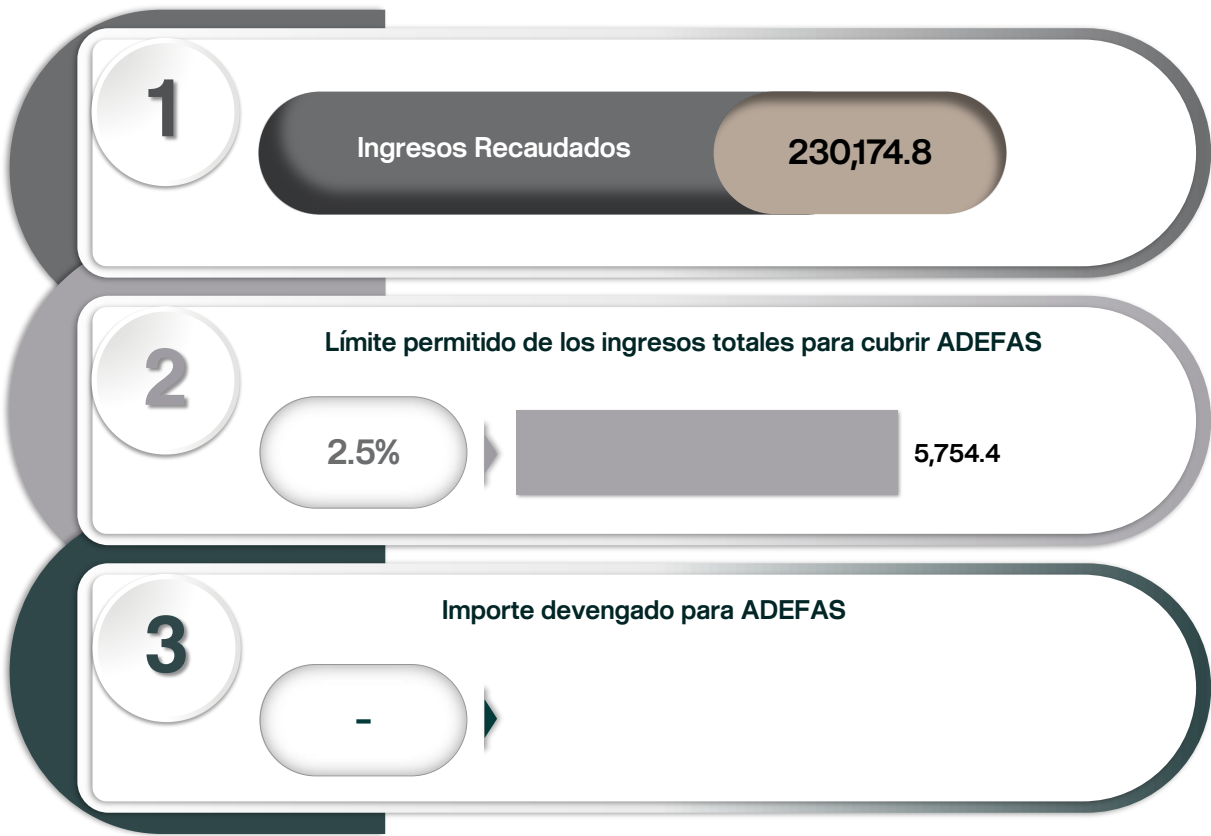 1
Ingresos Recaudados
230,174.8
2
Límite permitido de los ingresos totales para cubrir ADEFAS
2.5%
5,754.4
3
Importe devengado para ADEFAS
-